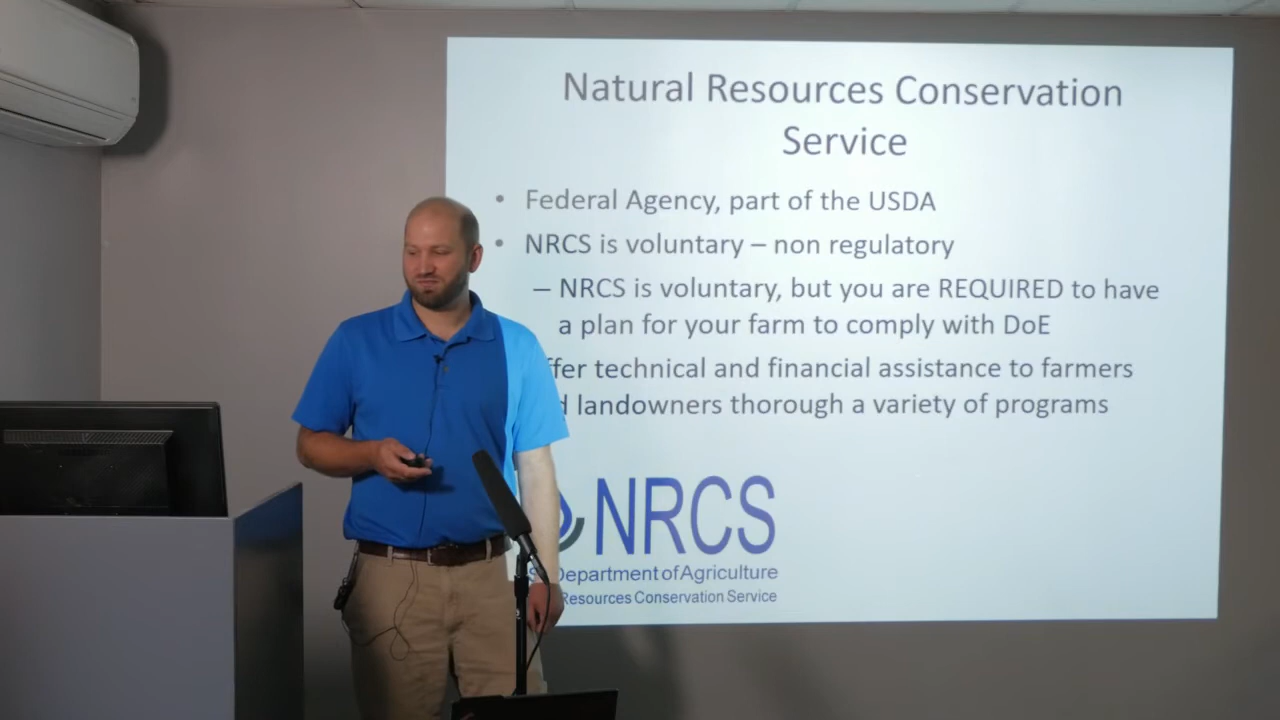 Natural Resources Conservation
Service
• Federal Agency, part of the USDA
• NRCS is voluntary – non regulatory
– NRCS is voluntary, but you are REQUIRED to have
a plan for your farm to comply with DoE
technical and financial assistance to farmers
landowners thorough a variety of programs
NRCS
Department of Agriculture
Resources Conservation Service